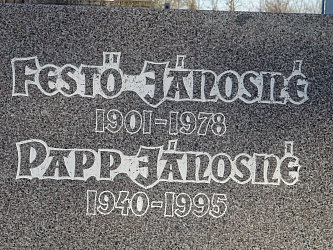 Festő Jánosné
1901-1978
Papp Jánosné
1940-1995